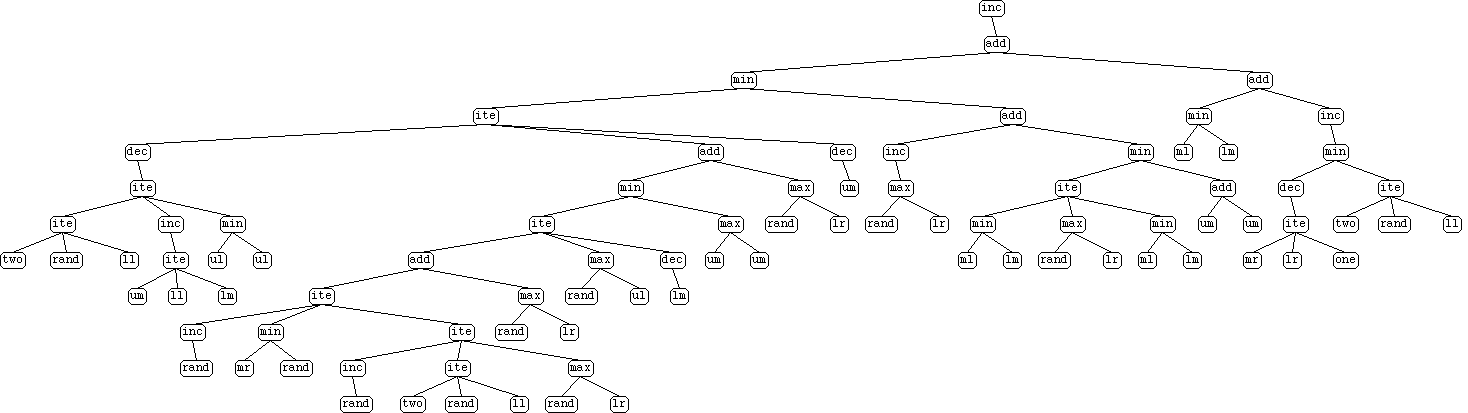 inc
add
min add
ite add min inc
dec add dec inc min ml lm min
ite min max um max ite add dec ite
ite inc min ite max rand lr rand lr min max min um um ite two rand ll
two rand ll ite ul ul add max dec um um ml lm rand lr ml lm mr lr one
um ll lm ite max rand ul lm
inc min ite rand lr
rand mr rand inc ite max
rand two rand ll rand lr